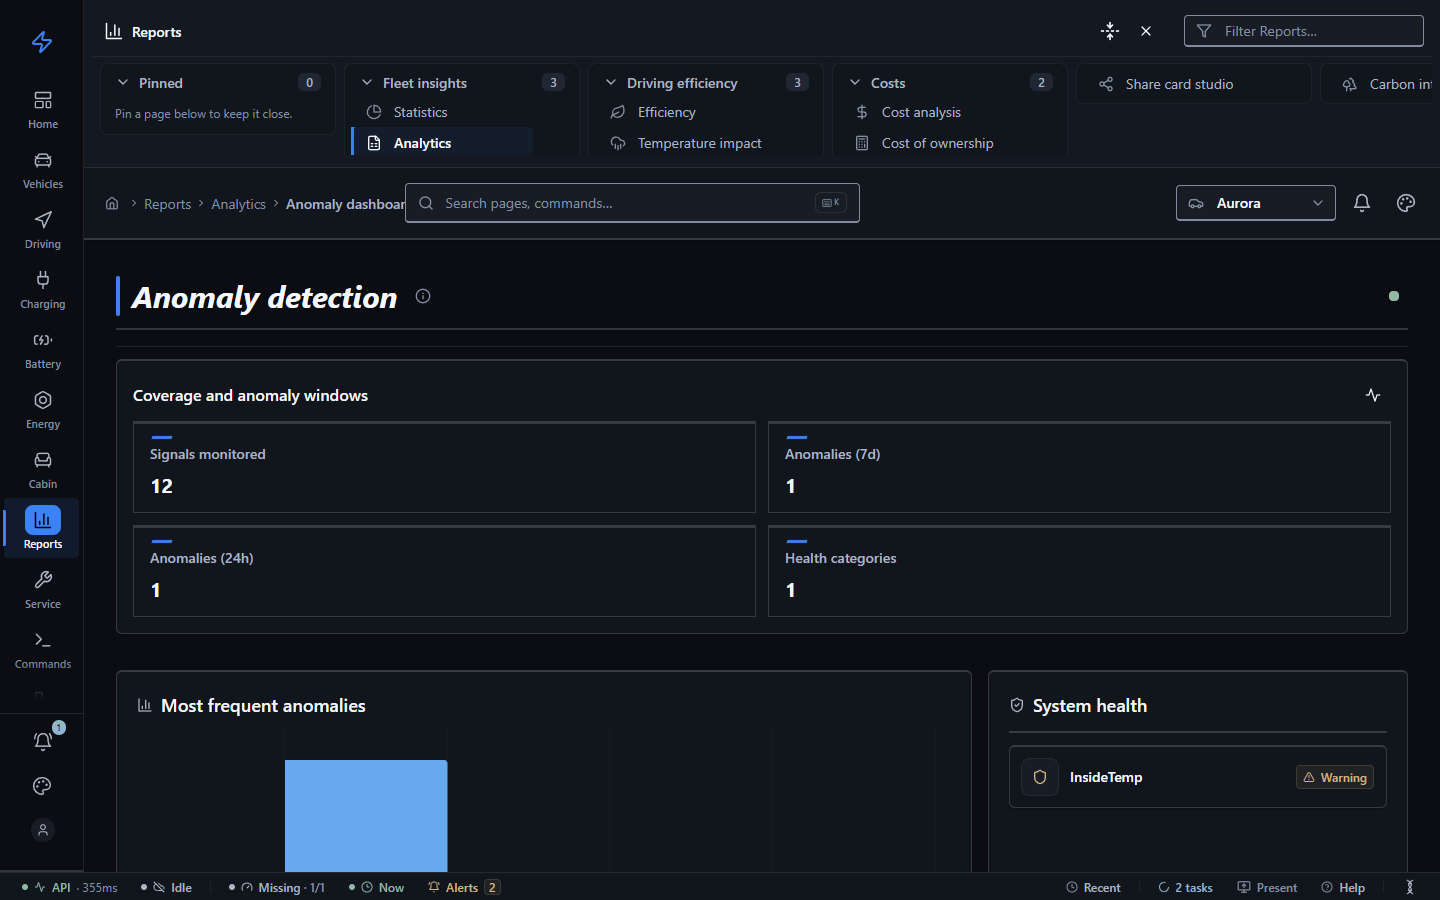 Reports
Filter Reports...
Pinned 0
Pin a page below to keep it close.
Fleet insights 3
Statistics
Analytics
Driving efficiency 3
Efficiency
Temperature impact
Costs 2
Cost analysis
Cost of ownership
Share card studio
Carbon in
Home
Vehicles
Driving
Charging
Battery
Energy
Cabin
Reports
Service
Commands
1
Reports > Analytics > Anomaly dashboar
Search pages, commands... K
Aurora
Anomaly detection
Coverage and anomaly windows
Signals monitored
12
Anomalies (7d)
1
Anomalies (24h)
1
Health categories
1
Most frequent anomalies
System health
InsideTemp
Warning
API · 355ms
Idle
Missing · 1/1
Now
Alerts 2
Recent
2 tasks
Present
Help